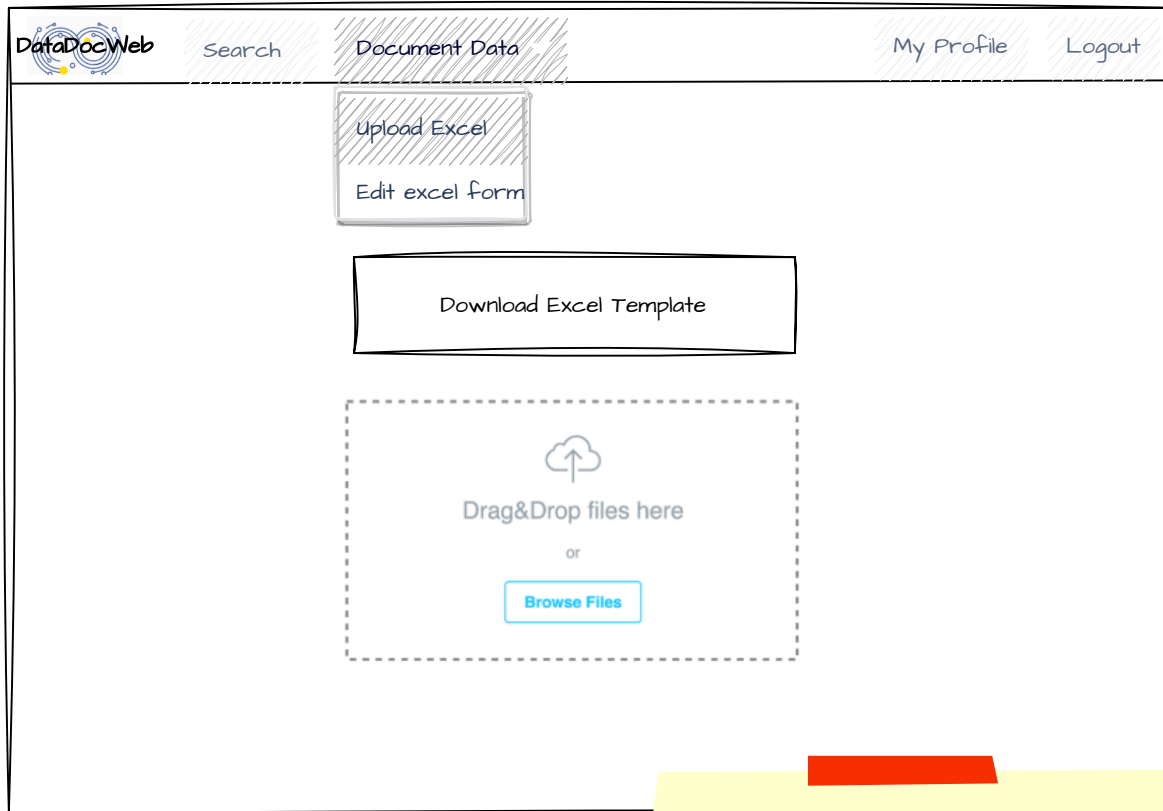 DataDocWeb
Search
Document Data
My Profile
Logout
Upload Excel
Edit excel form
Download Excel Template
Drag&Drop files here
or
Browse Files